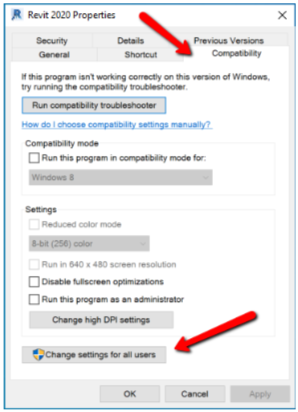 Revit 2020 Properties
Security Details Previous Versions
General Shortcut Compatibility
If this program isn't working correctly on this version of Windows,
try running the compatibility troubleshooter.
Run compatibility troubleshooter
How do I choose compatibility settings manually?
Compatibility mode
Run this program in compatibility mode for:
Windows 8
Settings
Reduced color mode
8-bit (256) color
Run in 640 x 480 screen resolution
Disable fullscreen optimizations
Run this program as an administrator
Change high DPI settings
Change settings for all users
OK Cancel Apply